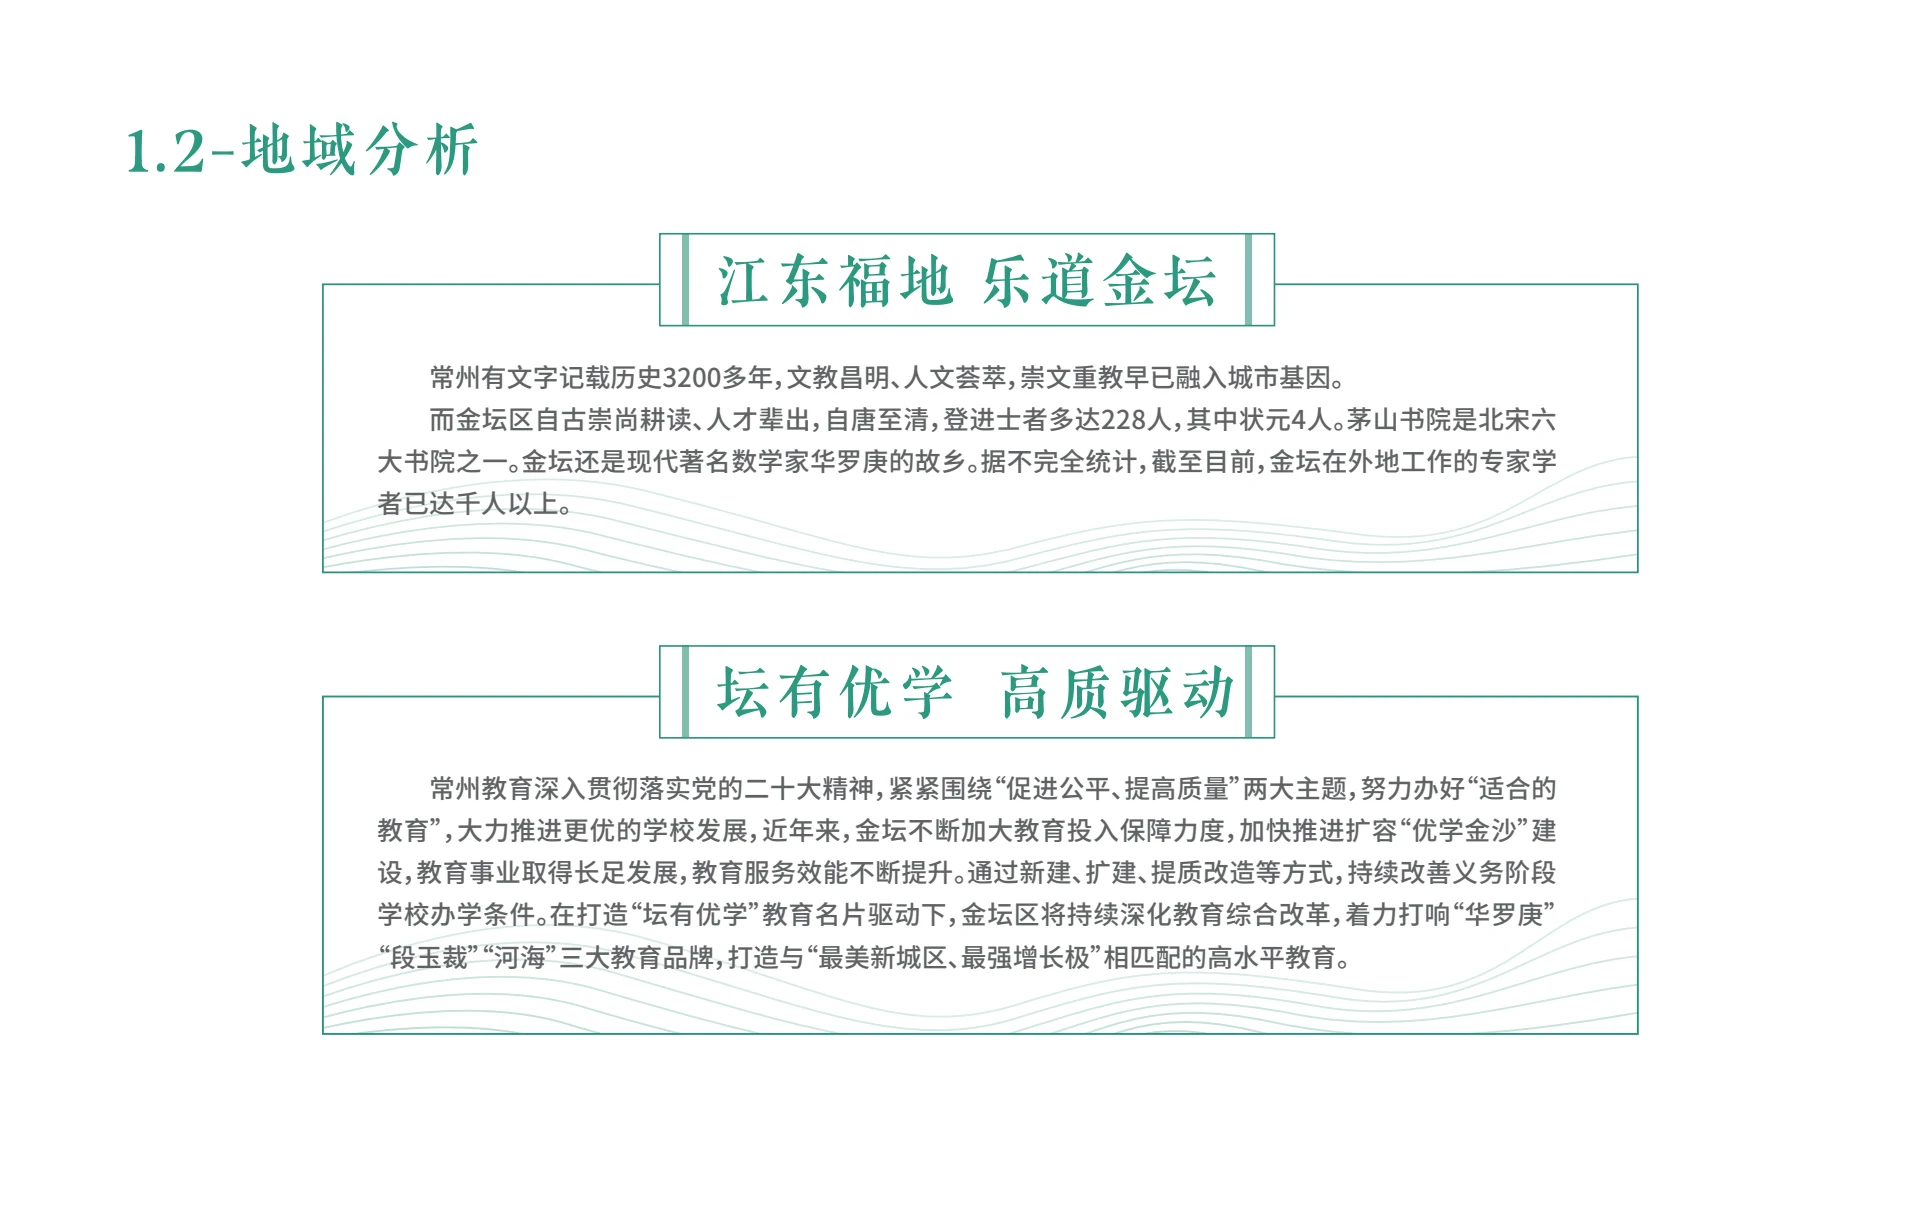 1.2-地域分析
江东福地 乐道金坛
常州有文字记载历史3200多年，文教昌明、人文荟萃，崇文重教早已融入城市基因。
而金坛区自古崇尚耕读、人才辈出，自唐至清，登进士者多达228人，其中状元4人。茅山书院是北宋六
大书院之一。金坛还是现代著名数学家华罗庚的故乡。据不完全统计，截至目前，金坛在外地工作的专家学
者已达千人以上。
坛有优学 高质驱动
常州教育深入贯彻落实党的二十大精神，紧紧围绕“促进公平、提高质量”两大主题，努力办好“适合的
教育”，大力推进更优的学校发展，近年来，金坛不断加大教育投入保障力度，加快推进扩容“优学金沙”建
设，教育事业取得长足发展，教育服务效能不断提升。通过新建、扩建、提质改造等方式，持续改善义务阶段
学校办学条件。在打造“坛有优学”教育名片驱动下，金坛区将持续深化教育综合改革，着力打响“华罗庚”
“段玉裁”“河海”三大教育品牌，打造与“最美新城区、最强增长极”相匹配的高水平教育。